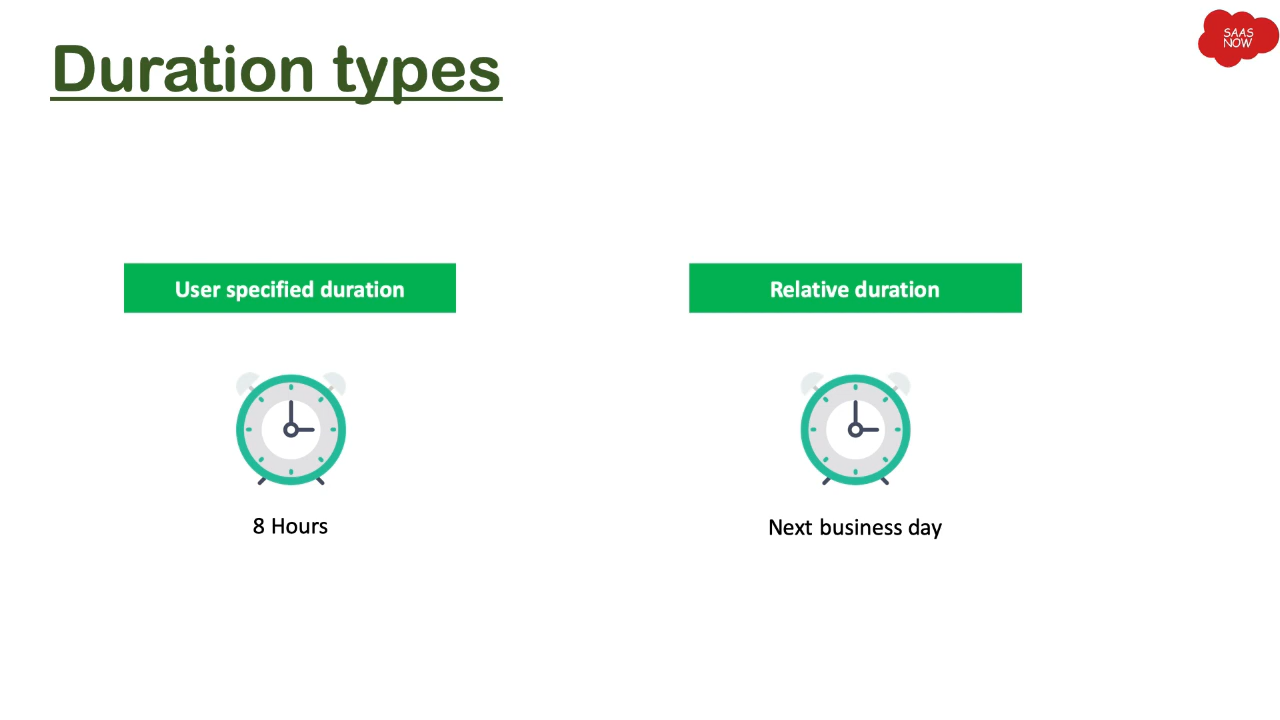 Duration types
SAAS
NOW
User specified duration
Relative duration
8 Hours
Next business day